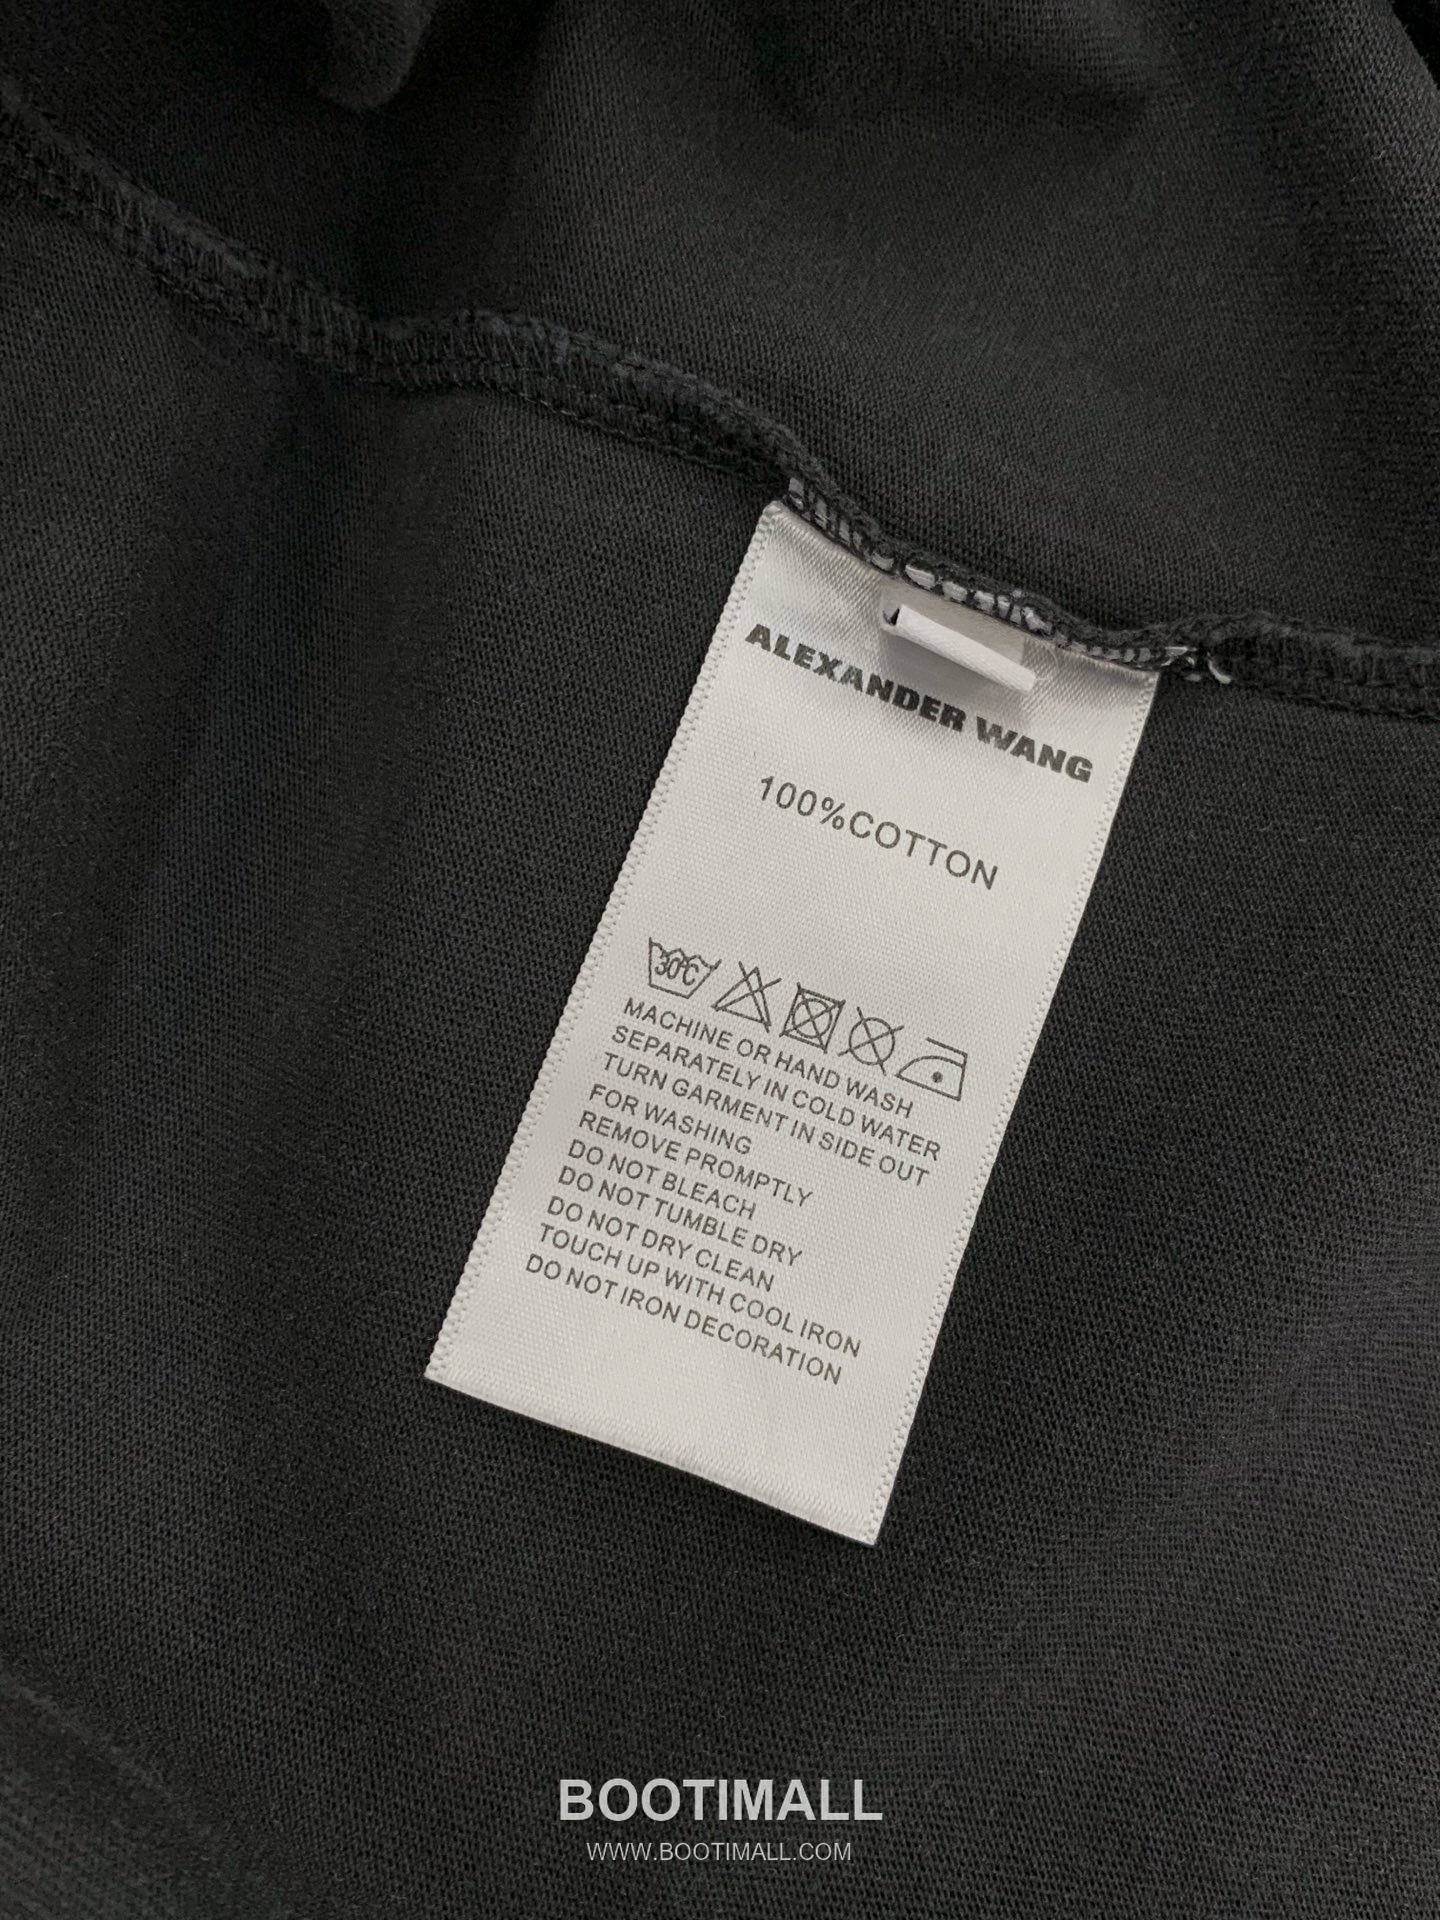 ALEXANDER WANG
100%COTTON
30℃
MACHINE OR HAND WASH
SEPARATELY IN COLD WATER
TURN GARMENT IN SIDE OUT
FOR WASHING
REMOVE PROMPTLY
DO NOT BLEACH
DO NOT TUMBLE DRY
DO NOT DRY CLEAN
TOUCH UP WITH COOL IRON
DO NOT IRON DECORATION
BOOTIMALL
WWW.BOOTIMALL.COM